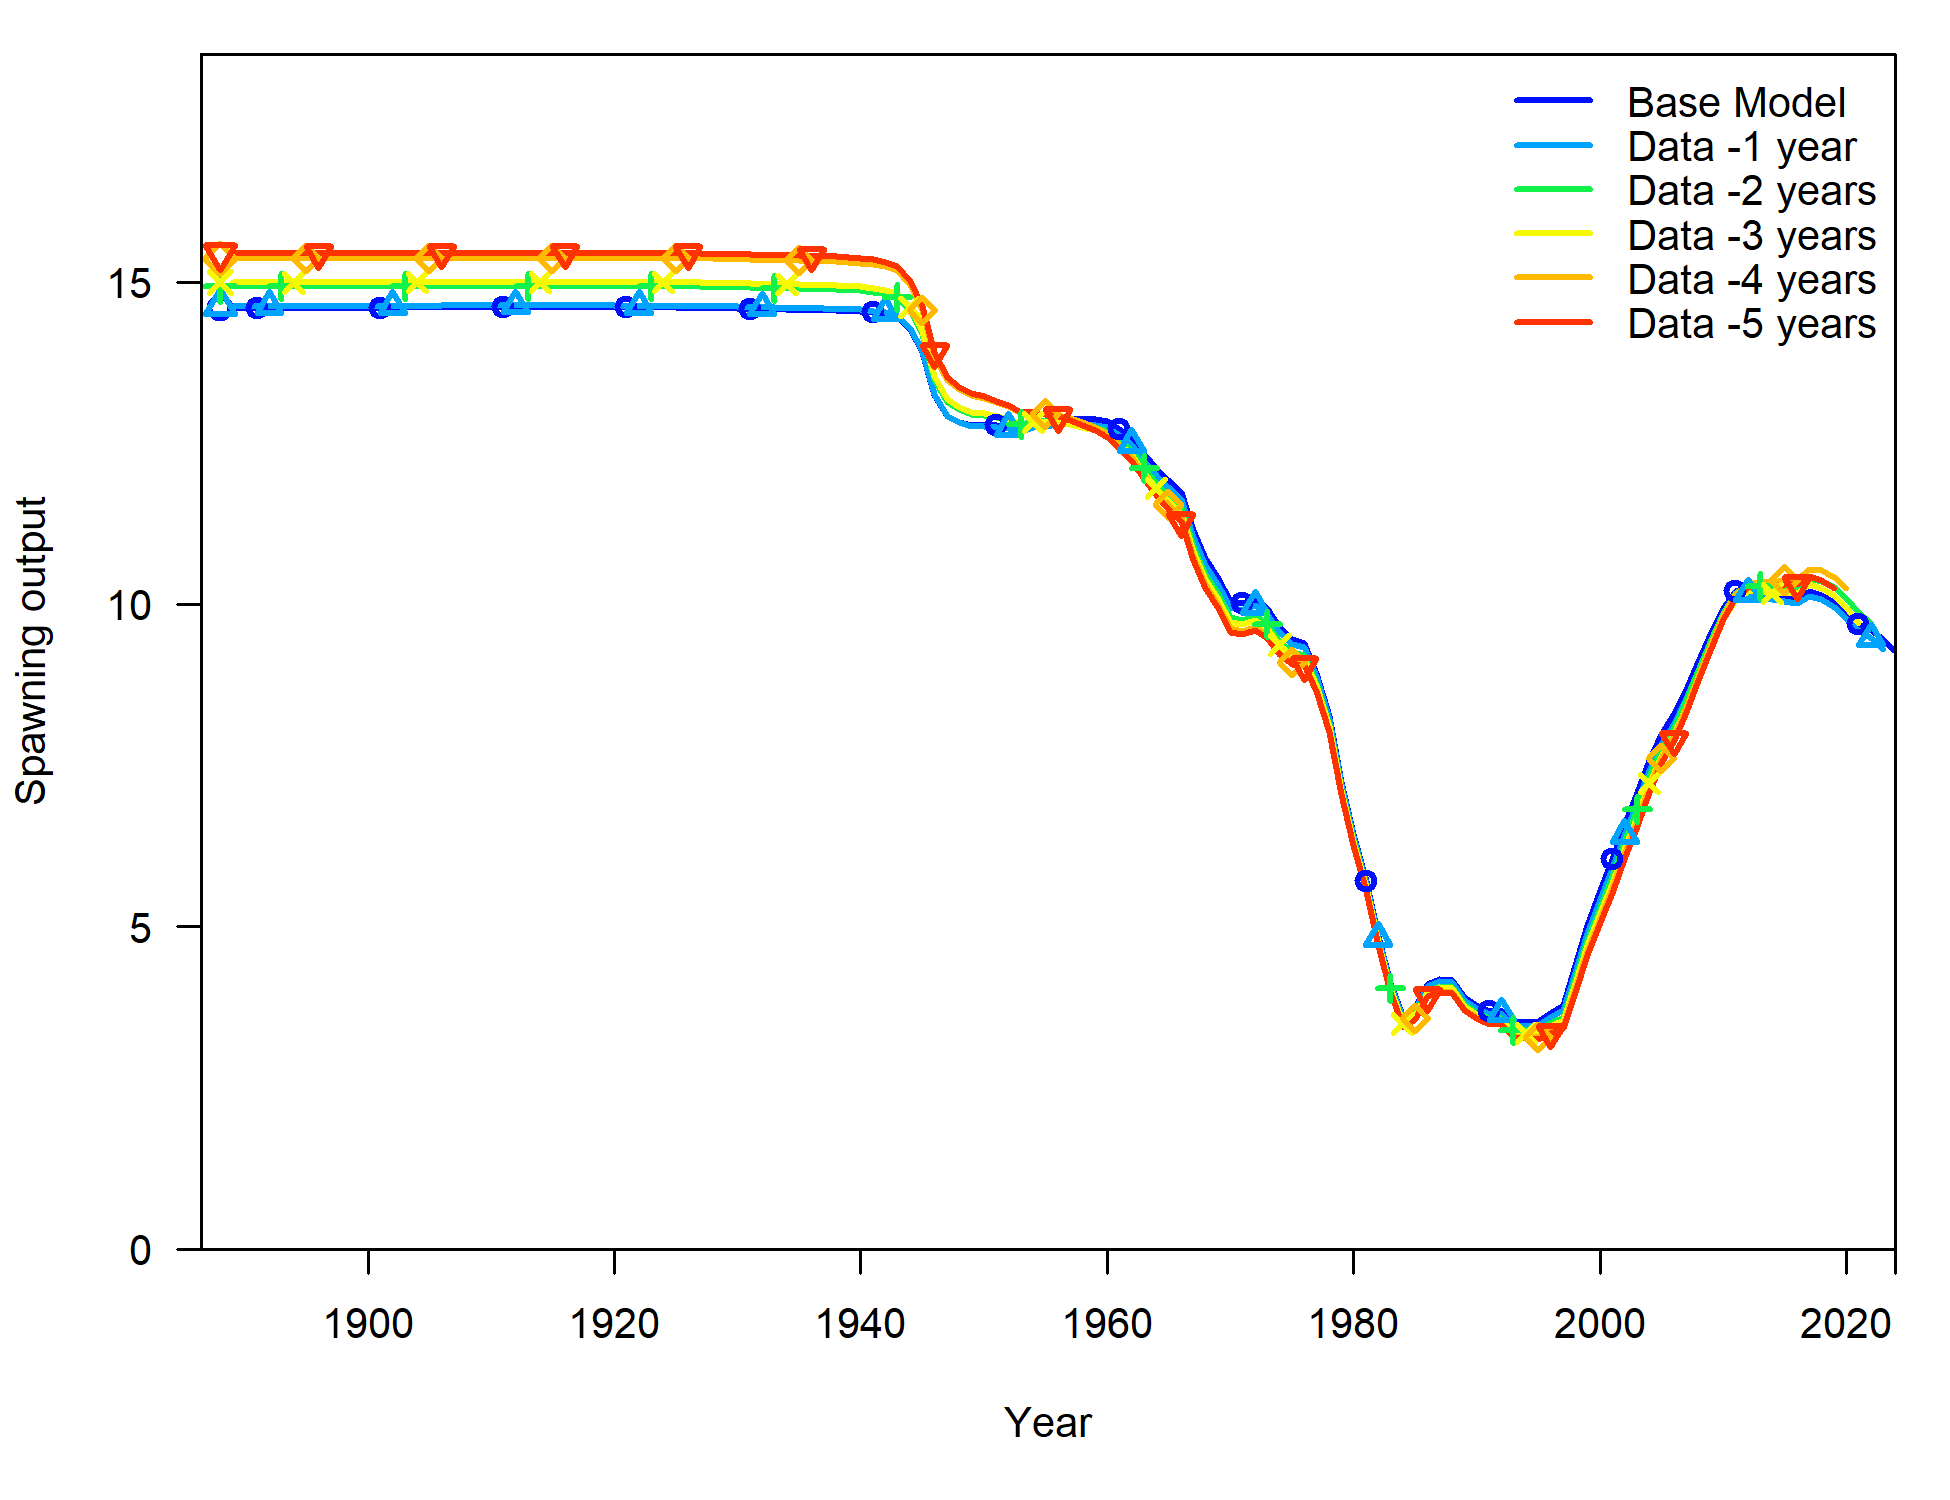 Base Model
Data -1 year
Data -2 years
Data -3 years
Data -4 years
Data -5 years
Spawning output
15
10
5
0
1900 1920 1940 1960 1980 2000 2020
Year